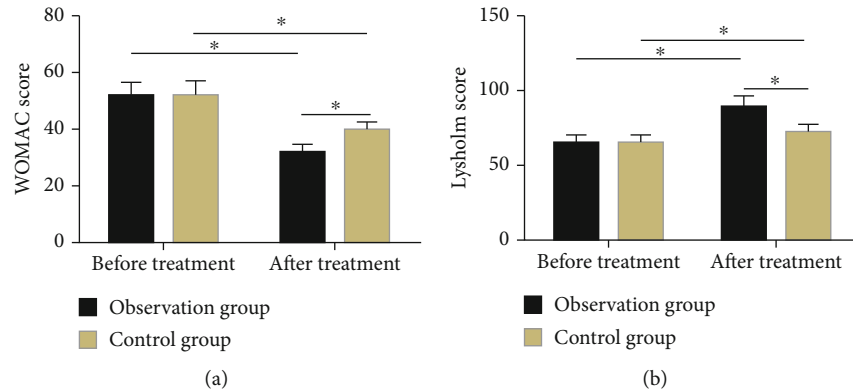 80
60
40
20
0
WOMAC score
*
*
*
Before treatment
After treatment
Observation group
Control group
(a)
150
100
50
0
Lysholm score
*
*
*
Before treatment
After treatment
Observation group
Control group
(b)